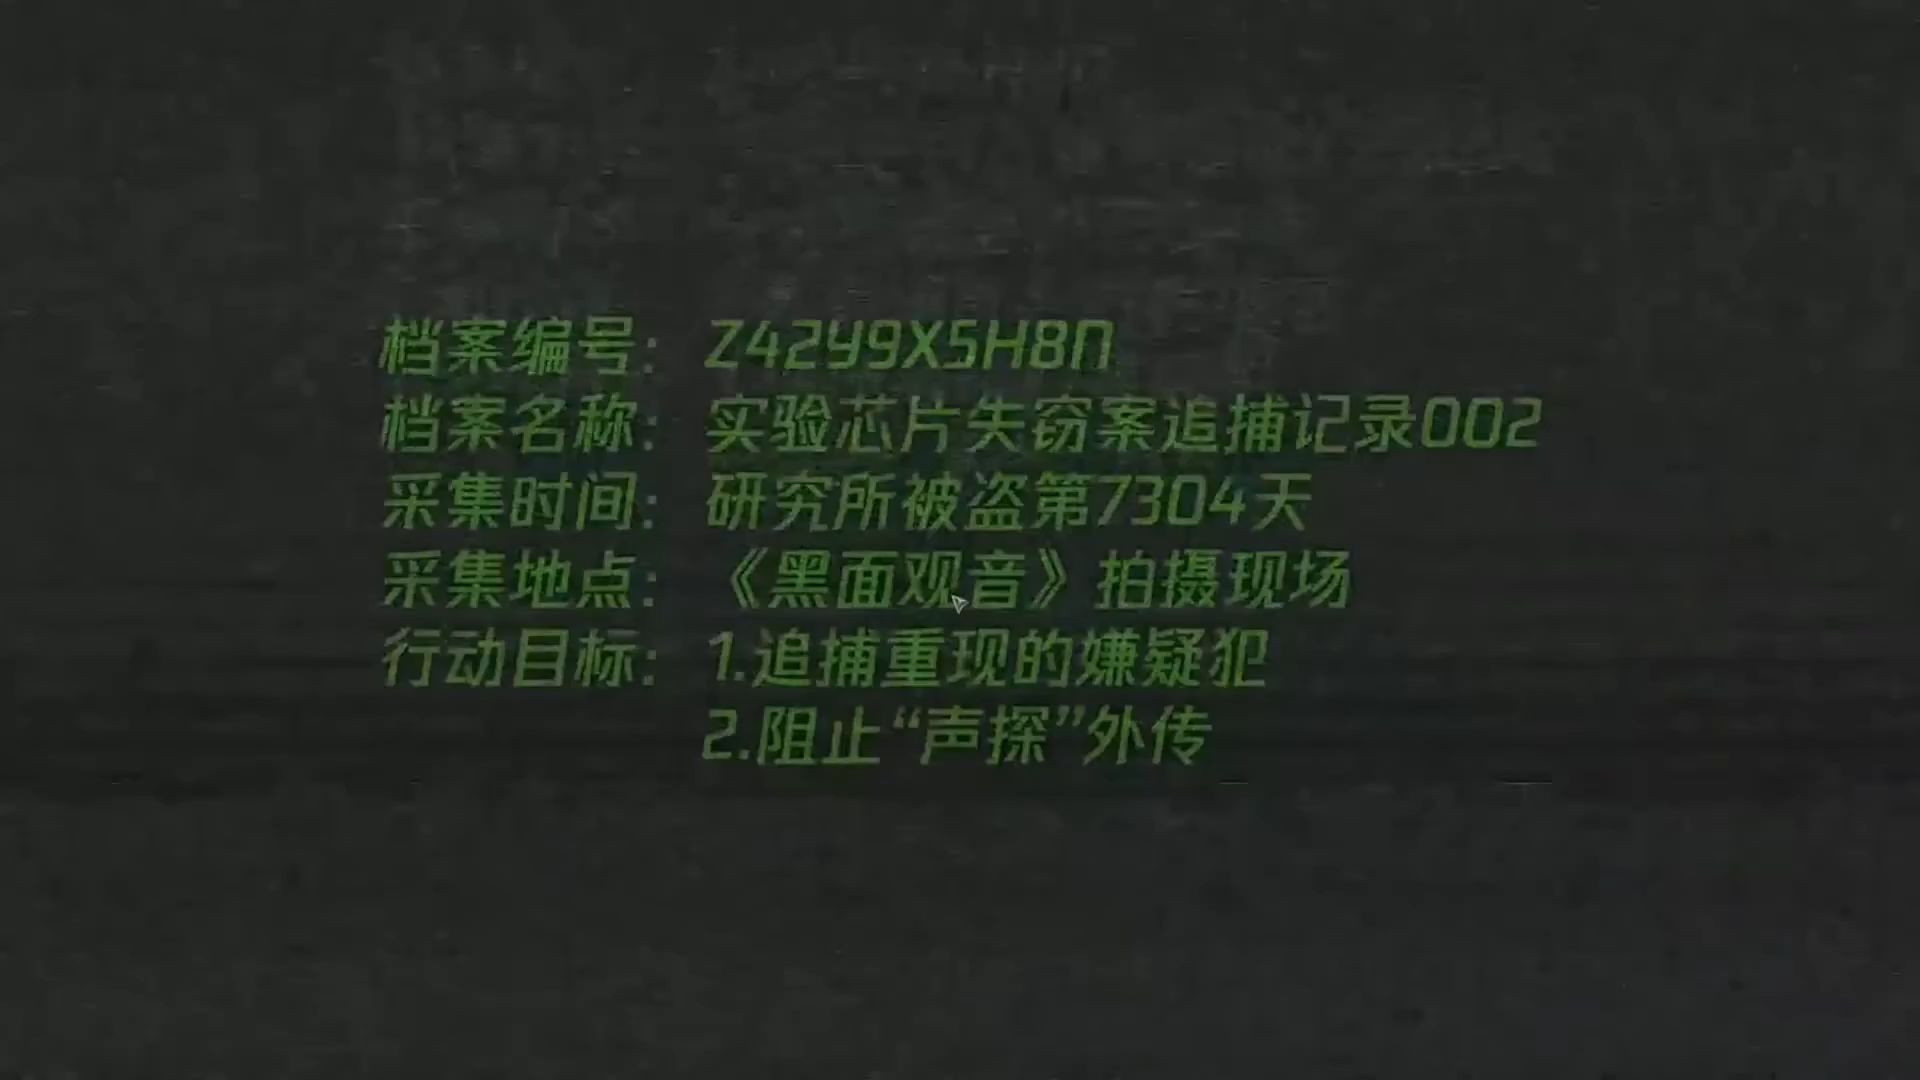 档案编号: Z42Y9X5H8N
档案名称: 实验芯片失窃案追捕记录002
采集时间: 研究所被盗第7304天
采集地点: 《黑面观音》拍摄现场
行动目标: 1.追捕重现的嫌疑犯
2.阻止“声探”外传